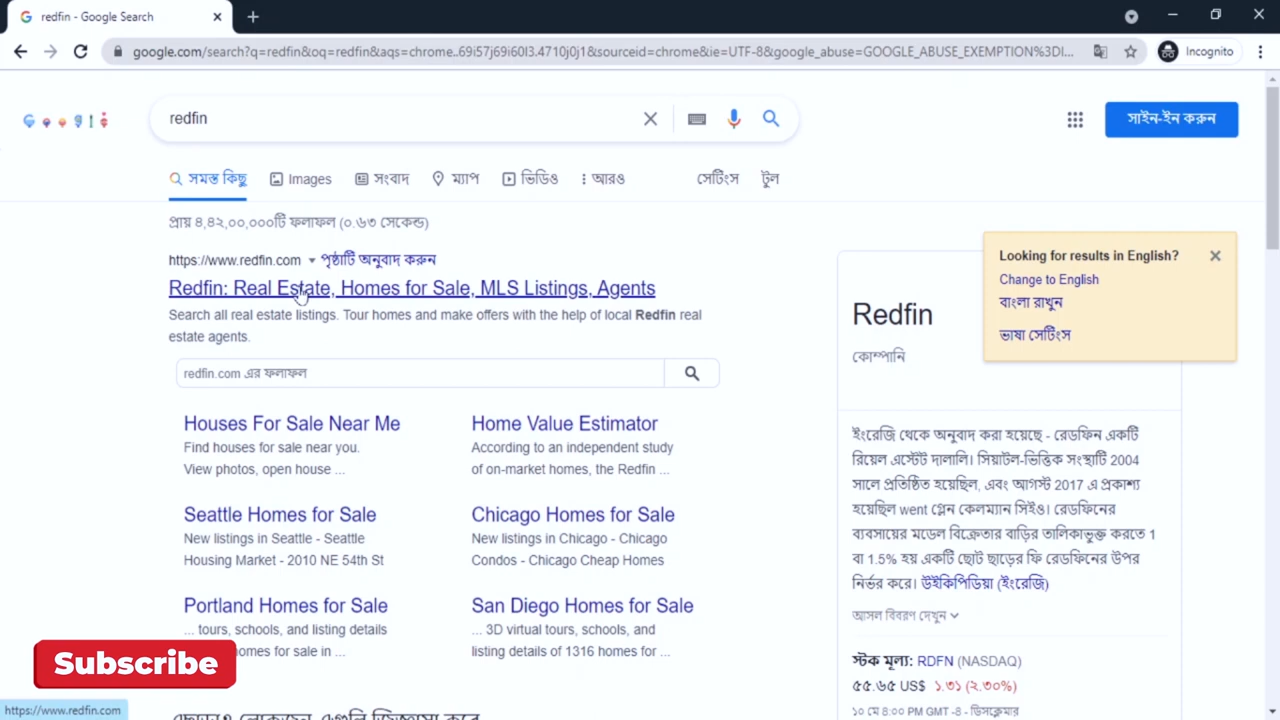 redfin - Google Search
google.com/search?q=redfin&oq=redfin&aqs=chrome..69i57j69i60l3.4710j0j1&sourceid=chrome&ie=UTF-8&google_abuse=GOOGLE_ABUSE_EXEMPTION%3DI...
Incognito
redfin
সাইন-ইন করুন
সমস্ত কিছু
Images
সংবাদ
ম্যাপ
ভিডিও
আরও
সেটিংস
টুল
প্রায় ৪,৪২,০০,০০০টি ফলাফল (০.৬৩ সেকেন্ড)
https://www.redfin.com
পৃষ্ঠাটি অনুবাদ করুন
Redfin: Real Estate, Homes for Sale, MLS Listings, Agents
Search all real estate listings. Tour homes and make offers with the help of local Redfin real
estate agents.
redfin.com এর ফলাফল
Houses For Sale Near Me
Find houses for sale near you.
View photos, open house ...
Home Value Estimator
According to an independent study
of on-market homes, the Redfin ...
Seattle Homes for Sale
New listings in Seattle - Seattle
Housing Market - 2010 NE 54th St
Chicago Homes for Sale
New listings in Chicago - Chicago
Condos - Chicago Cheap Homes
Portland Homes for Sale
... tours, schools, and listing details
omes for sale in ...
San Diego Homes for Sale
... 3D virtual tours, schools, and
listing details of 1316 homes for ...
Looking for results in English?
Change to English
বাংলা রাখুন
ভাষা সেটিংস
Redfin
কোম্পানি
ইংরেজি থেকে অনুবাদ করা হয়েছে - রেডফিন একটি
রিয়েল এস্টেট দালালি। সিয়াটল-ভিত্তিক সংস্থাটি 2004
সালে প্রতিষ্ঠিত হয়েছিল, এবং আগস্ট 2017 এ প্রকাশ্য
হয়েছিল went গ্লেন কেলম্যান সিইও। রেডফিনের
ব্যবসায়ের মডেল বিক্রেতার বাড়ির তালিকাভুক্ত করতে 1
বা 1.5% হয় একটি ছোট ছাড়ের ফি রেডফিনের উপর
নির্ভর করে। উইকিপিডিয়া (ইংরেজি)
আসল বিবরণ দেখুন
স্টক মূল্য: RDFN (NASDAQ)
৫৫.৬৫ US$ ১.৩১ (২.৩০%)
১০ মে 8:00 PM GMT -8 - ডিসক্লেমার
Subscribe
https://www.redfin.com